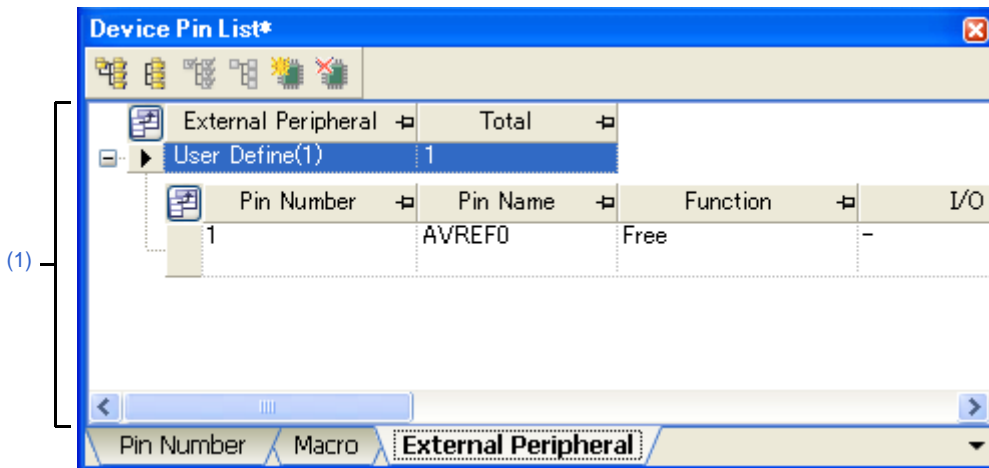 Device Pin List*
External Peripheral Total
User Define(1) 1
Pin Number Pin Name Function I/O
1 AVREF0 Free -
(1)
Pin Number Macro External Peripheral